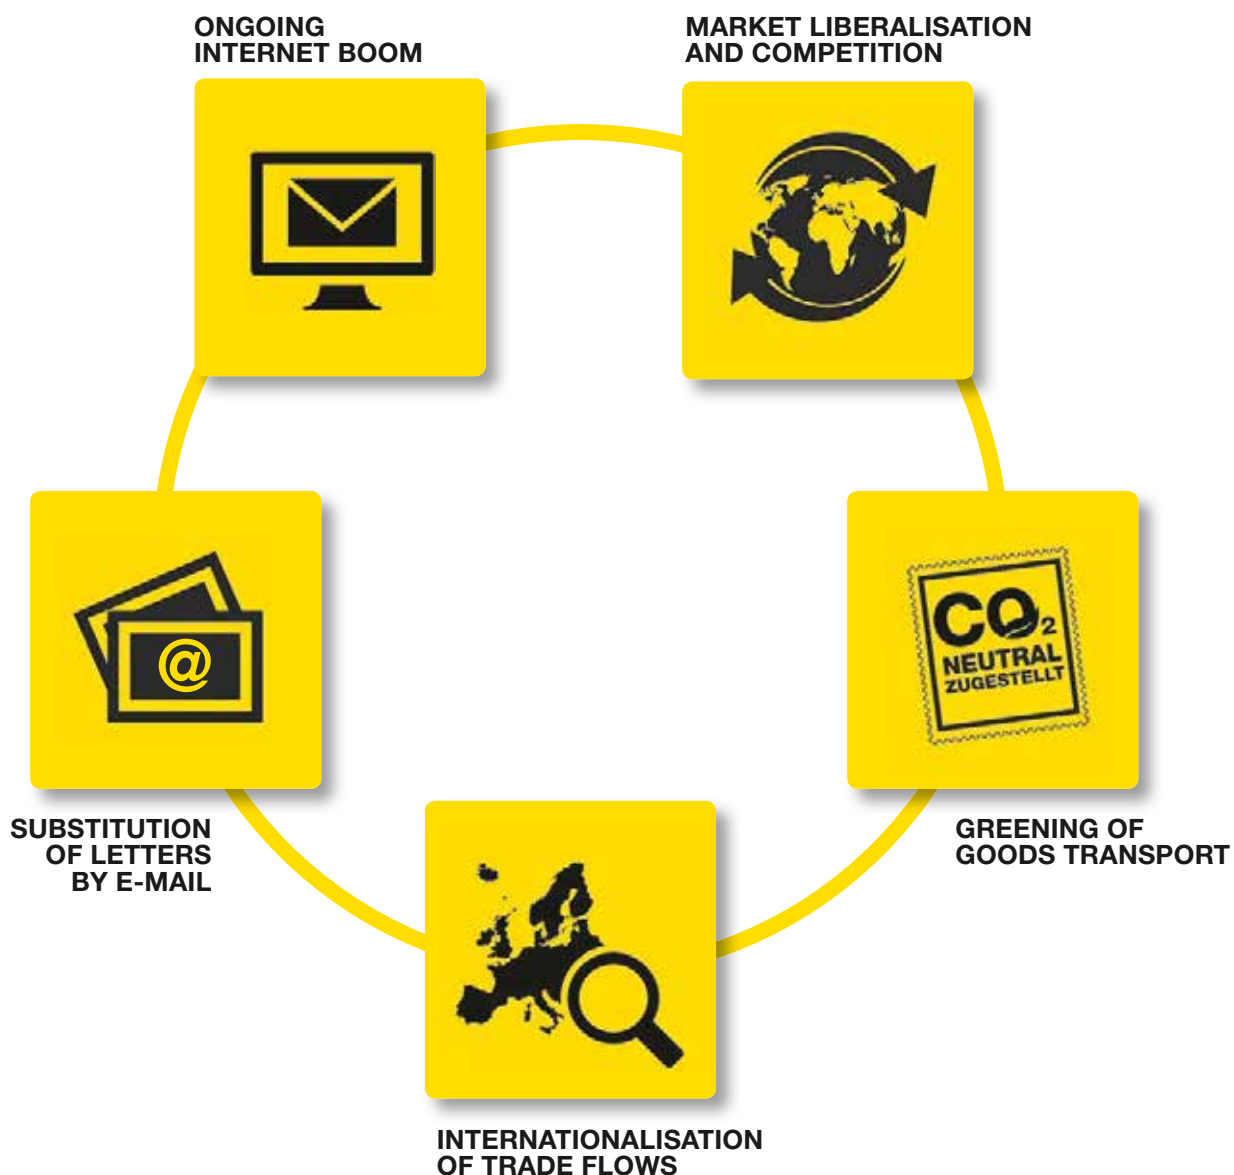 ONGOING
INTERNET BOOM
MARKET LIBERALISATION
AND COMPETITION
@
CO₂
NEUTRAL
ZUGESTELLT
SUBSTITUTION
OF LETTERS
BY E-MAIL
GREENING OF
GOODS TRANSPORT
INTERNATIONALISATION
OF TRADE FLOWS